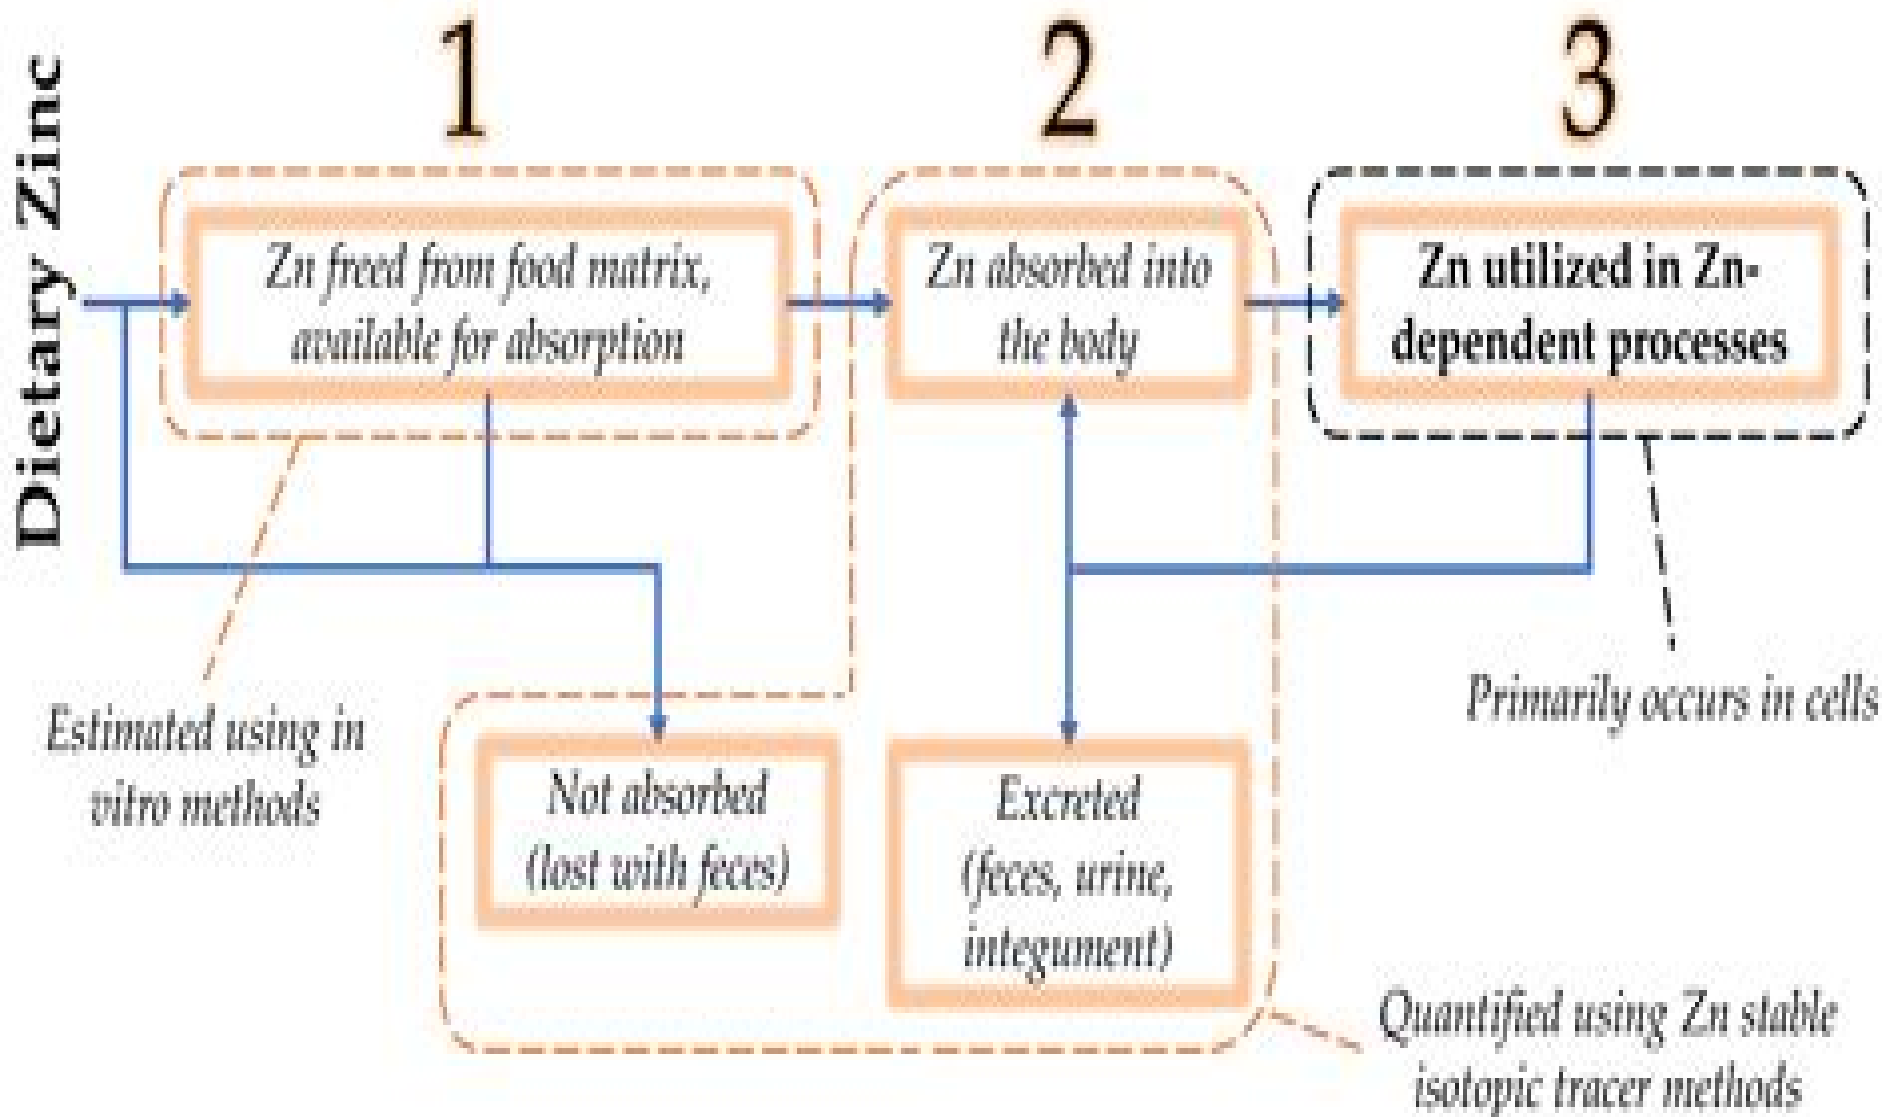 Dietary Zinc
1
2
3
Zn freed from food matrix,
available for absorption
Zn absorbed into
the body
Zn utilized in Zn-
dependent processes
Estimated using in
vitro methods
Not absorbed
(lost with feces)
Excreted
(feces, urine,
integument)
Primarily occurs in cells
Quantified using Zn stable
isotopic tracer methods